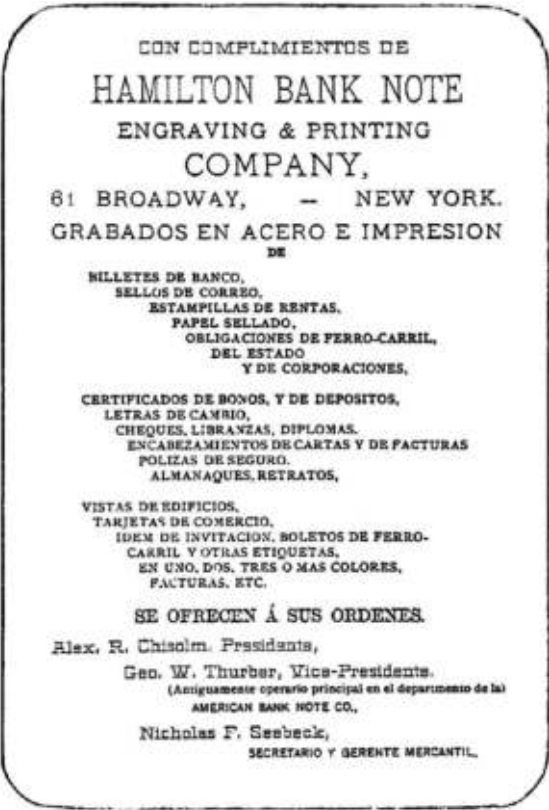 CON COMPLIMIENTOS DE
HAMILTON BANK NOTE
ENGRAVING & PRINTING
COMPANY,
61 BROADWAY, — NEW YORK.
GRABADOS EN ACERO E IMPRESION
DE
BILLETES DE BANCO,
SELLOS DE CORREO,
ESTAMPILLAS DE RENTAS,
PAPEL SELLADO,
OBLIGACIONES DE FERRO-CARRIL,
DEL ESTADO
Y DE CORPORACIONES,
CERTIFICADOS DE BONOS, Y DE DEPOSITOS,
LETRAS DE CAMBIO,
CHEQUES, LIBRANZAS, DIPLOMAS.
ENCABEZAMIENTOS DE CARTAS Y DE FACTURAS
POLIZAS DE SEGURO.
ALMANAQUES, RETRATOS,
VISTAS DE EDIFICIOS,
TARJETAS DE COMERCIO,
IDEM DE INVITACION, BOLETOS DE FERRO-
CARRIL Y OTRAS ETIQUETAS,
EN UNO, DOS, TRES O MAS COLORES,
FACTURAS, ETC.
SE OFRECEN Á SUS ORDENES.
Alex. R. Chisolm, Presidente,
Geo. W. Thurber, Vice-Presidente.
(Antiguamente operario principal en el departmento de la)
AMERICAN BANK NOTE CO.,
Nicholas F. Seebeck,
SECRETARIO Y GERENTE MERCANTIL.